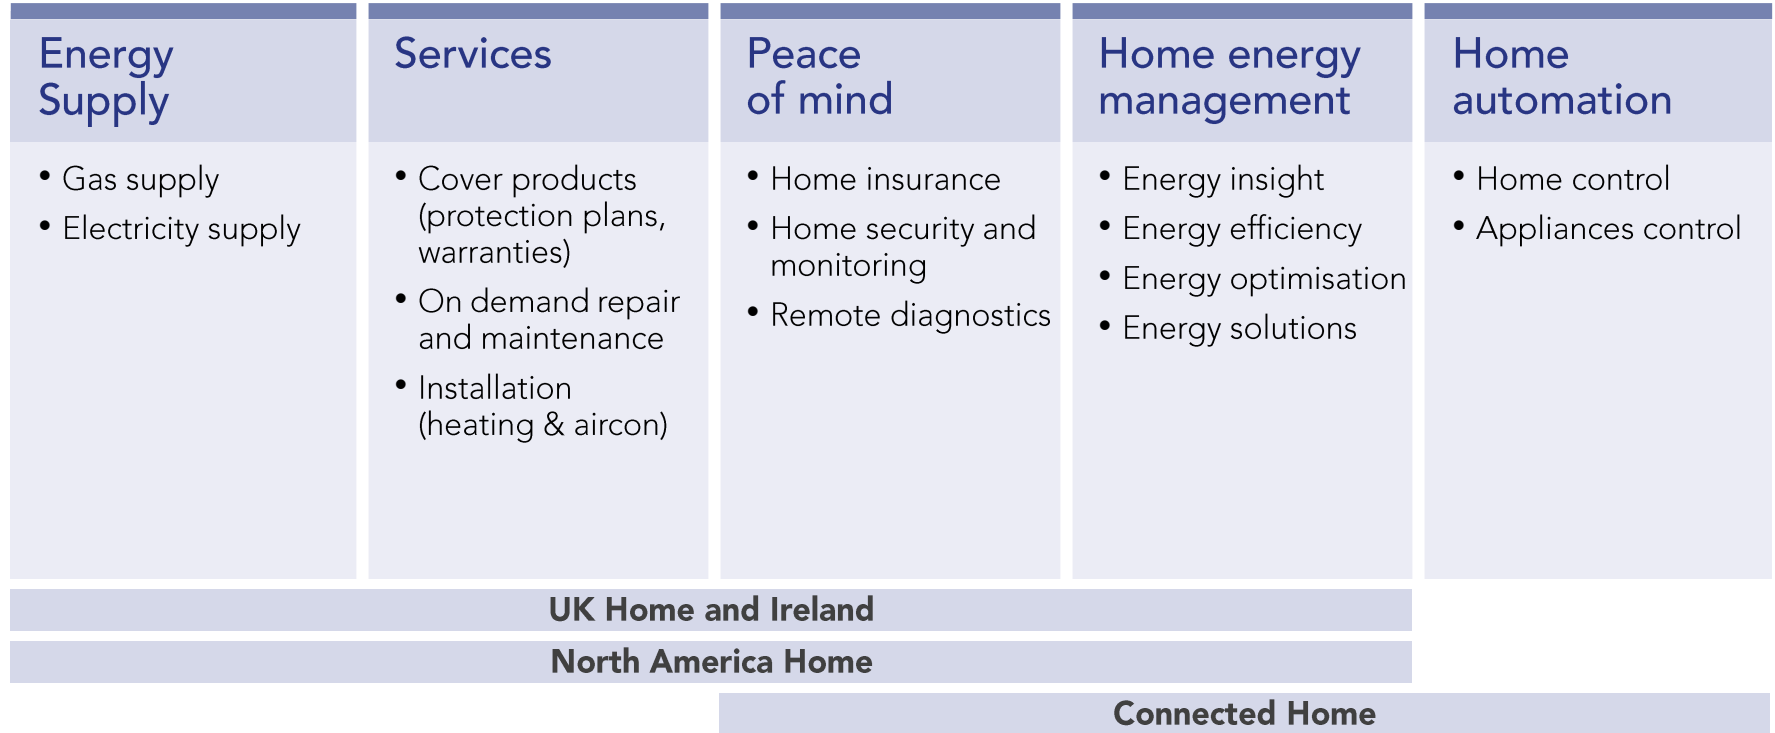 Energy
Supply
• Gas supply
• Electricity supply
Services
• Cover products
(protection plans,
warranties)
• On demand repair
and maintenance
• Installation
(heating & aircon)
Peace
of mind
• Home insurance
• Home security and
monitoring
• Remote diagnostics
Home energy
management
• Energy insight
• Energy efficiency
• Energy optimisation
• Energy solutions
Home
automation
• Home control
• Appliances control
UK Home and Ireland
North America Home
Connected Home